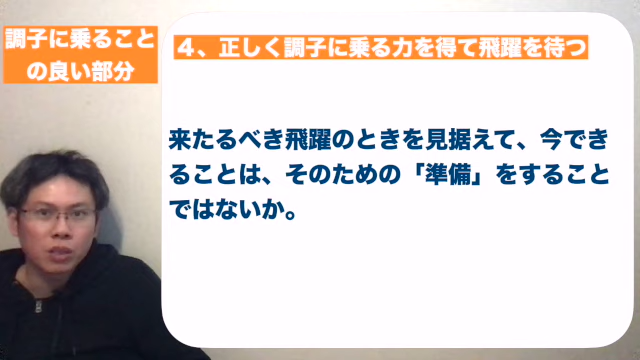 調子に乗ること
の良い部分
４、正しく調子に乗る力を得て飛躍を待つ
来たるべき飛躍のときを見据えて、今でき
ることは、そのための「準備」をすること
ではないか。